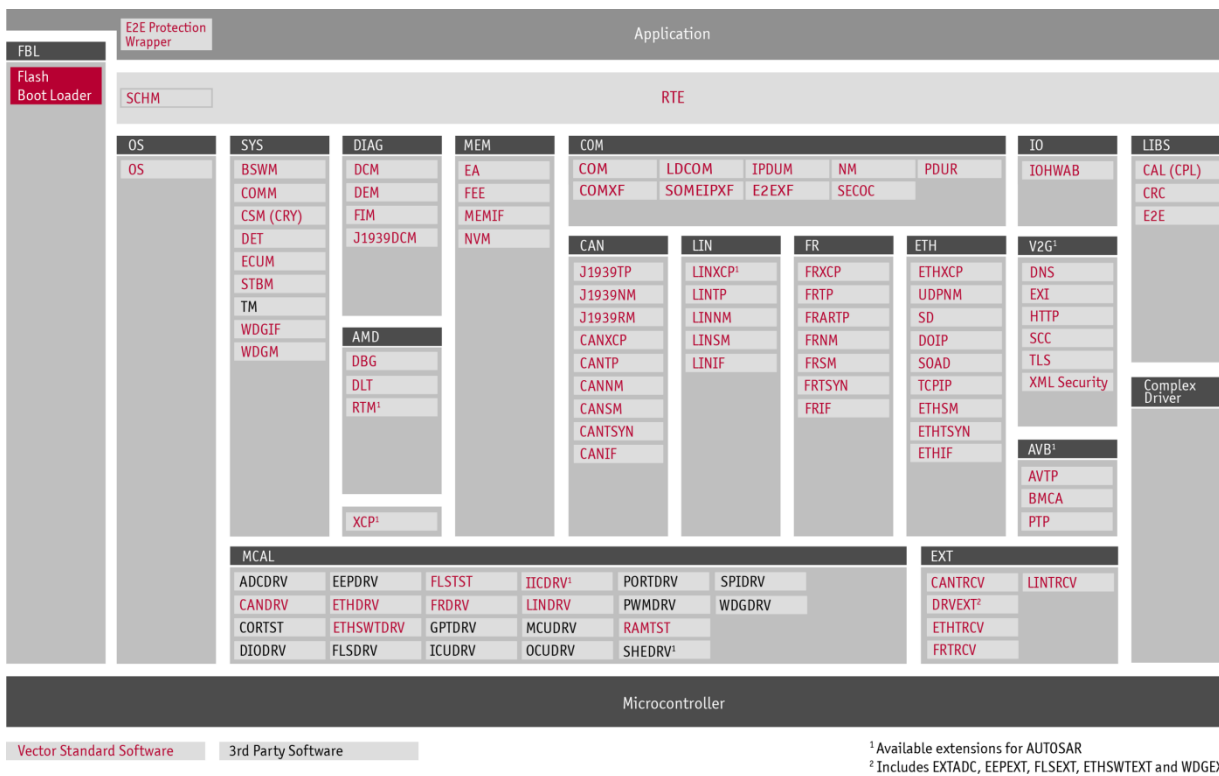 E2E Protection
Wrapper
Application
FBL
Flash
Boot Loader
SCHM
RTE
OS
OS
SYS
BSWM
COMM
CSM (CRY)
DET
ECUM
STBM
TM
WDGIF
WDGM
DIAG
DCM
DEM
FIM
J1939DCM
AMD
DBG
DLT
RTM¹
XCP¹
MEM
EA
FEE
MEMIF
NVM
COM
COM LDCOM IPDUM NM PDUR
COMXF SOMEIPXF E2EXF SECOC
CAN
J1939TP
J1939NM
J1939RM
CANXCP
CANTP
CANNM
CANSM
CANTSYN
CANIF
LIN
LINXCP¹
LINTP
LINNM
LINSM
LINIF
FR
FRXCP
FRTP
FRARTP
FRNM
FRSM
FRTSYN
FRIF
ETH
ETHXCP
UDPNM
SD
DOIP
SOAD
TCPIP
ETHSM
ETHTSYN
ETHIF
IO
IOHWAB
V2G¹
DNS
EXI
HTTP
SCC
TLS
XML Security
AVB¹
AVTP
BMCA
PTP
LIBS
CAL (CPL)
CRC
E2E
Complex
Driver
MCAL
ADCDRV EEPDRV FLSTST IICDRV¹ PORTDRV SPIDRV
CANDRV ETHDRV FRDRV LINDRV PWMDRV WDGDRV
CORTST ETHSWTDRV GPTDRV MCUDRV RAMTST
DIODRV FLSDRV ICUDRV OCUDRV SHEDRV¹
EXT
CANTRCV LINTRCV
DRVEXT²
ETHTRCV
FRTRCV
Microcontroller
Vector Standard Software
3rd Party Software
¹ Available extensions for AUTOSAR
² Includes EXTADC, EEPEXT, FLSEXT, ETHSWTEXT and WDGEX